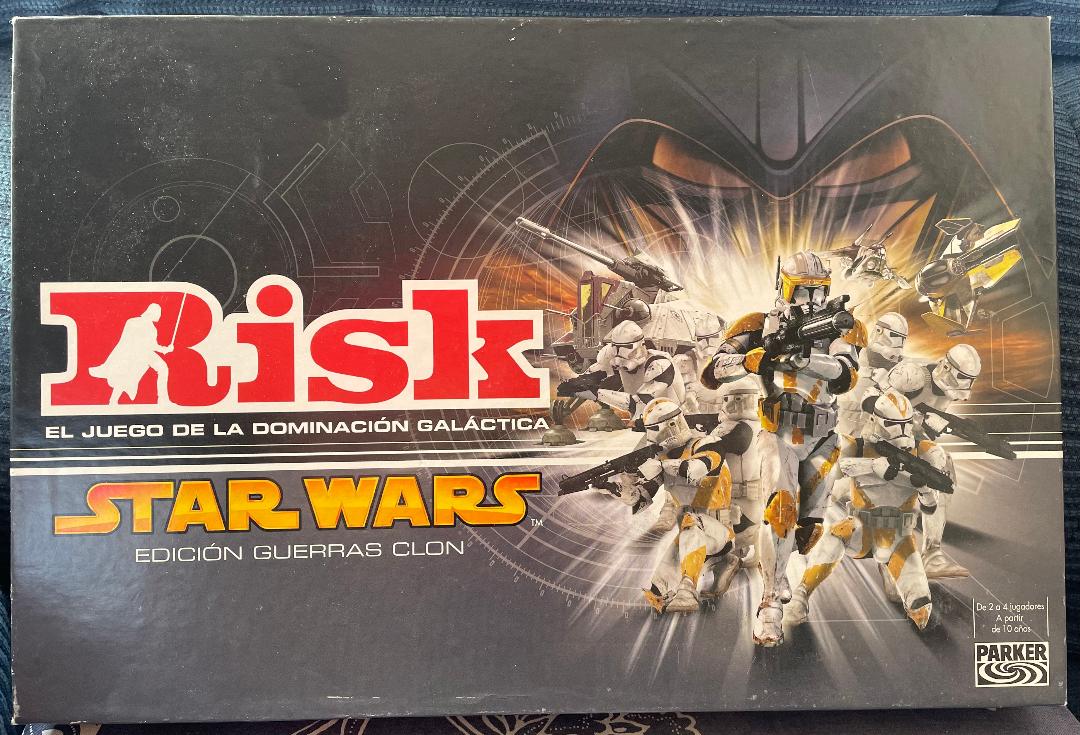 Risk
EL JUEGO DE LA DOMINACIÓN GALÁCTICA
STAR WARS TM
EDICIÓN GUERRAS CLON
De 2 a 4 jugadores
A partir
de 10 años
PARKER